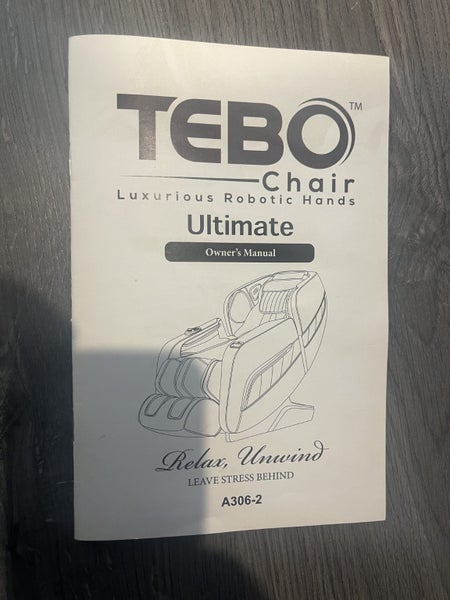 TEBO™
Chair
Luxurious Robotic Hands
Ultimate
Owner's Manual
Relax, Unwind
LEAVE STRESS BEHIND
A306-2